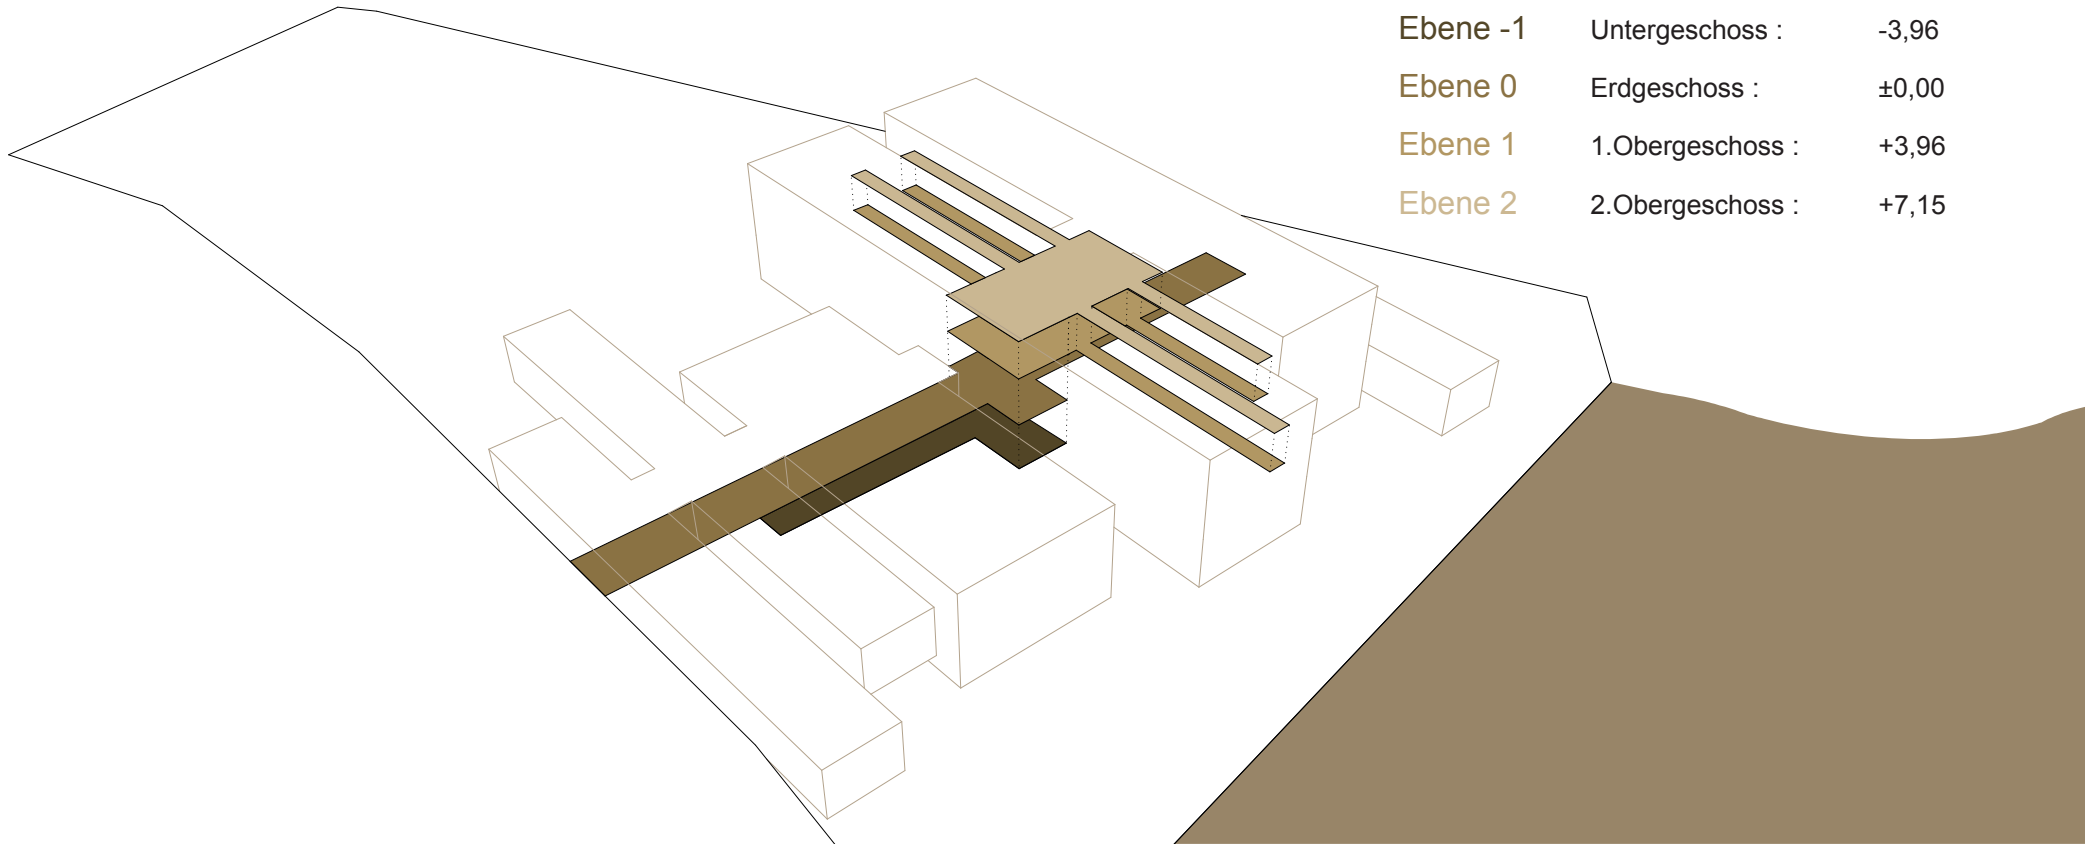 Ebene -1 Untergeschoss : -3,96
Ebene 0 Erdgeschoss : ±0,00
Ebene 1 1.Obergeschoss : +3,96
Ebene 2 2.Obergeschoss : +7,15